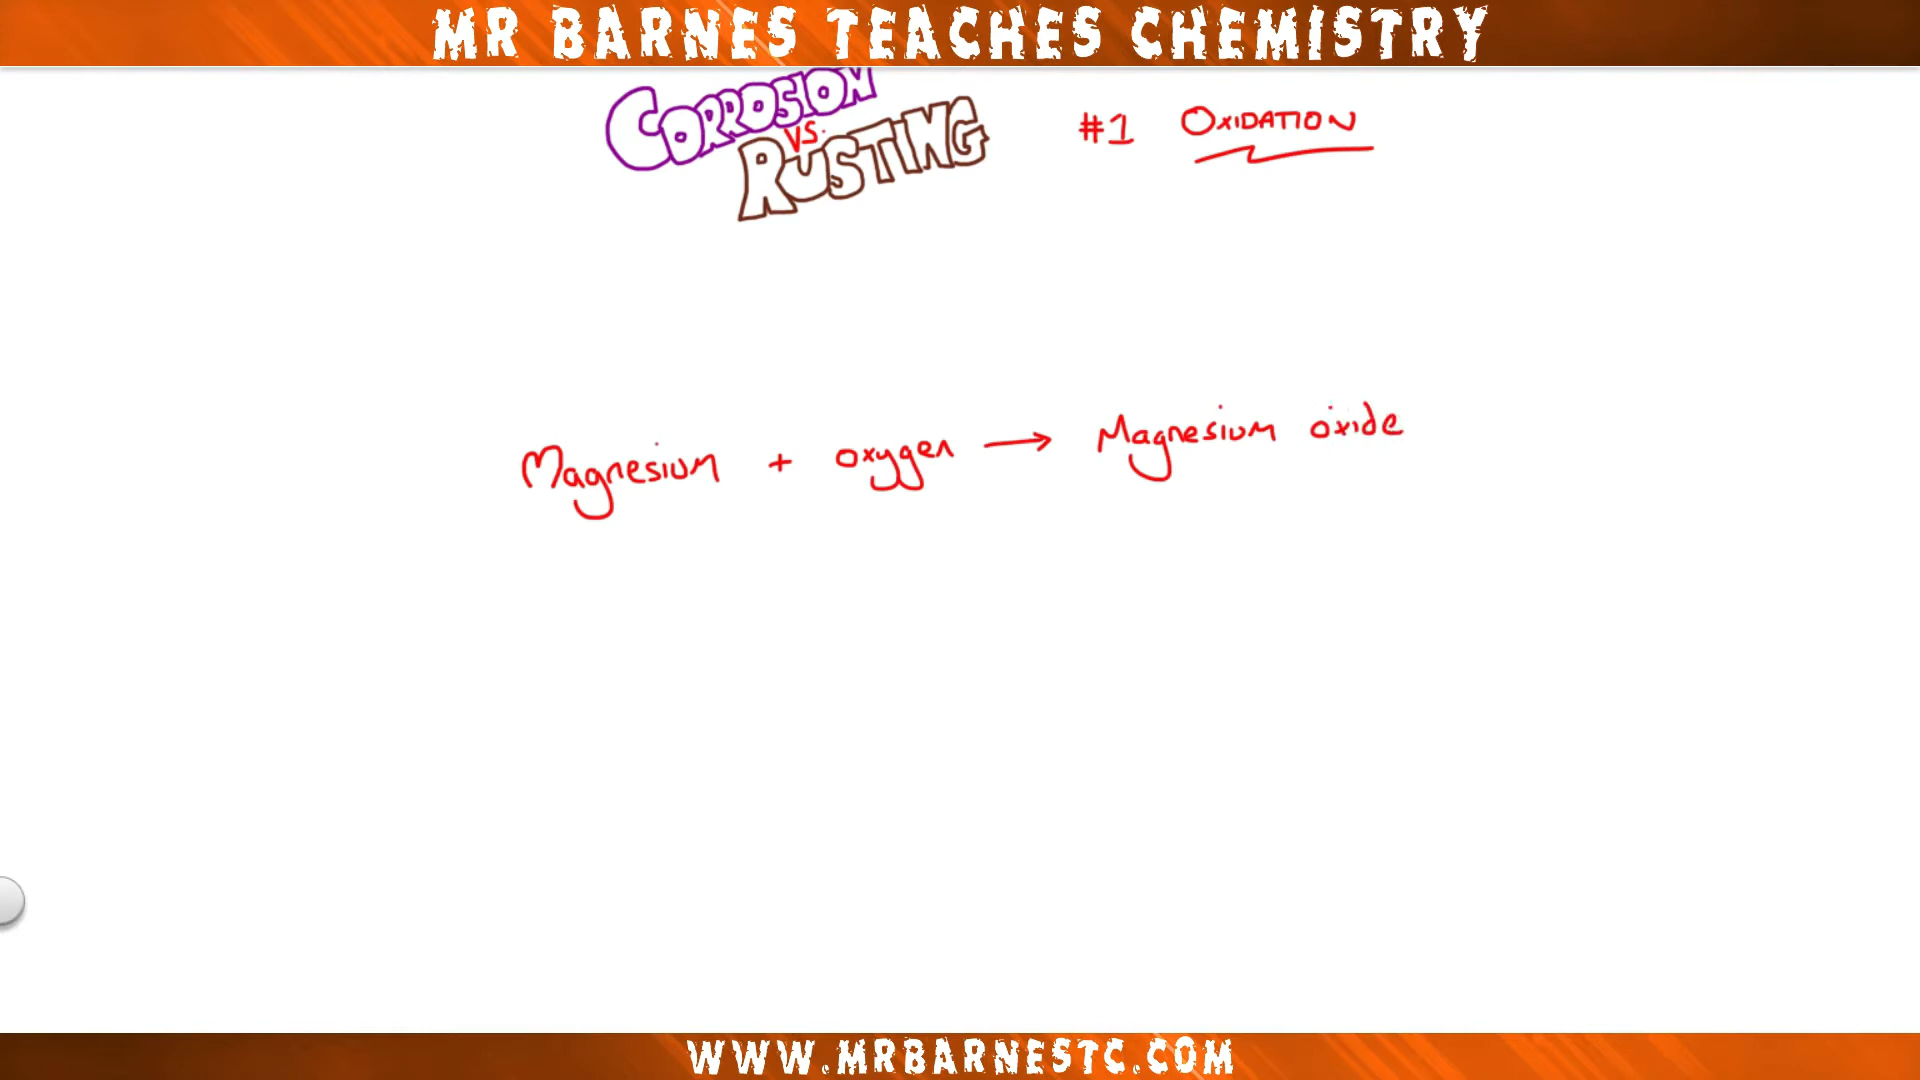 MR BARNES TEACHES CHEMISTRY
CORROSION
VS.
RUSTING
#1 OXIDATION
Magnesium + oxygen → Magnesium oxide
WWW.MRBARNESTC.COM